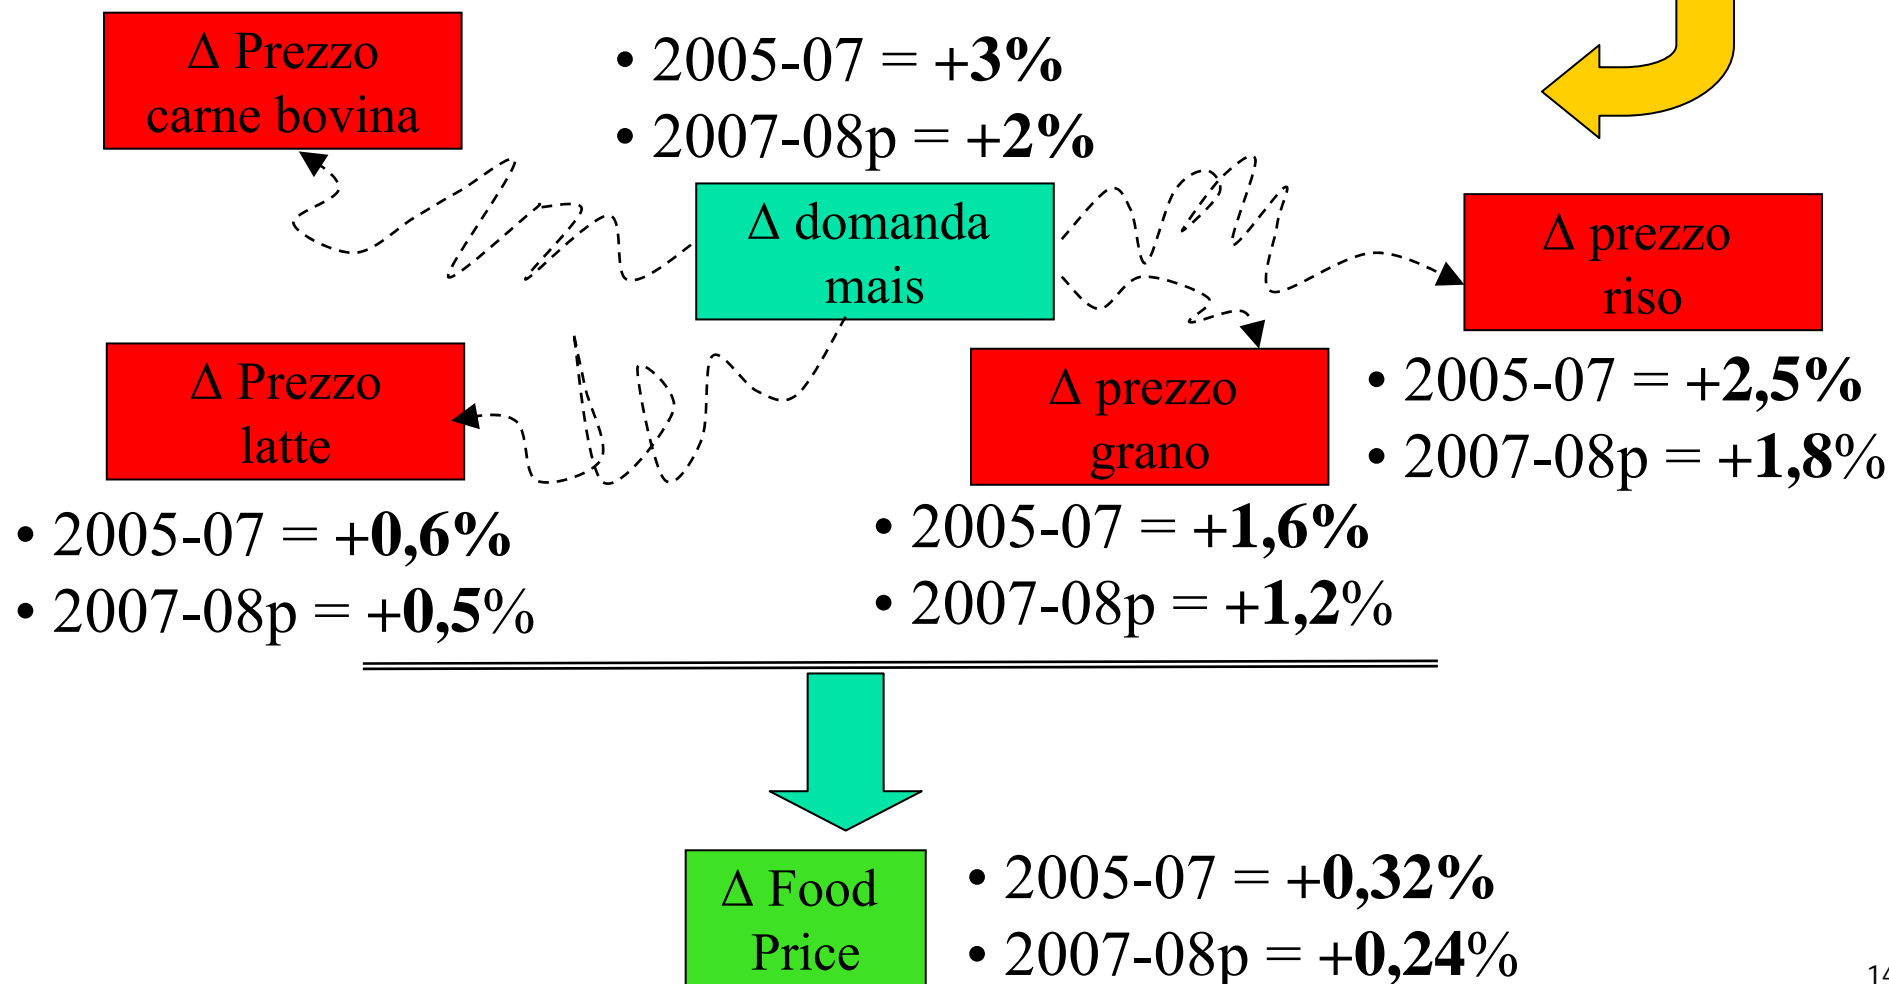 Δ Prezzo
carne bovina
• 2005-07 = +3%
• 2007-08p = +2%
Δ domanda
mais
Δ prezzo
riso
• 2005-07 = +2,5%
• 2007-08p = +1,8%
Δ Prezzo
latte
• 2005-07 = +0,6%
• 2007-08p = +0,5%
Δ prezzo
grano
• 2005-07 = +1,6%
• 2007-08p = +1,2%
Δ Food
Price
• 2005-07 = +0,32%
• 2007-08p = +0,24%